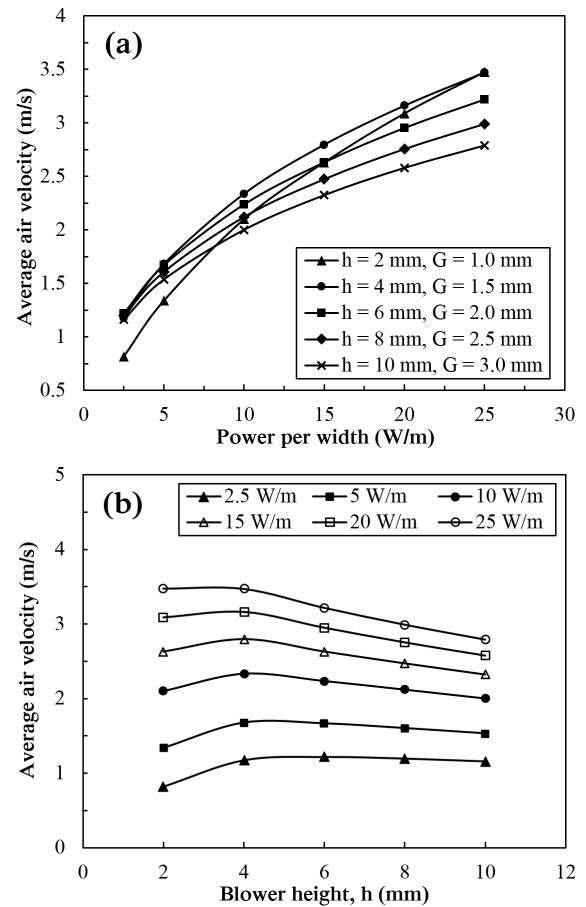 (a)
4
3.5
3
2.5
2
1.5
1
0.5
Average air velocity (m/s)
h = 2 mm, G = 1.0 mm
h = 4 mm, G = 1.5 mm
h = 6 mm, G = 2.0 mm
h = 8 mm, G = 2.5 mm
h = 10 mm, G = 3.0 mm
0 5 10 15 20 25 30
Power per width (W/m)
(b)
5
4
3
2
1
0
Average air velocity (m/s)
2.5 W/m 5 W/m 10 W/m
15 W/m 20 W/m 25 W/m
0 2 4 6 8 10 12
Blower height, h (mm)